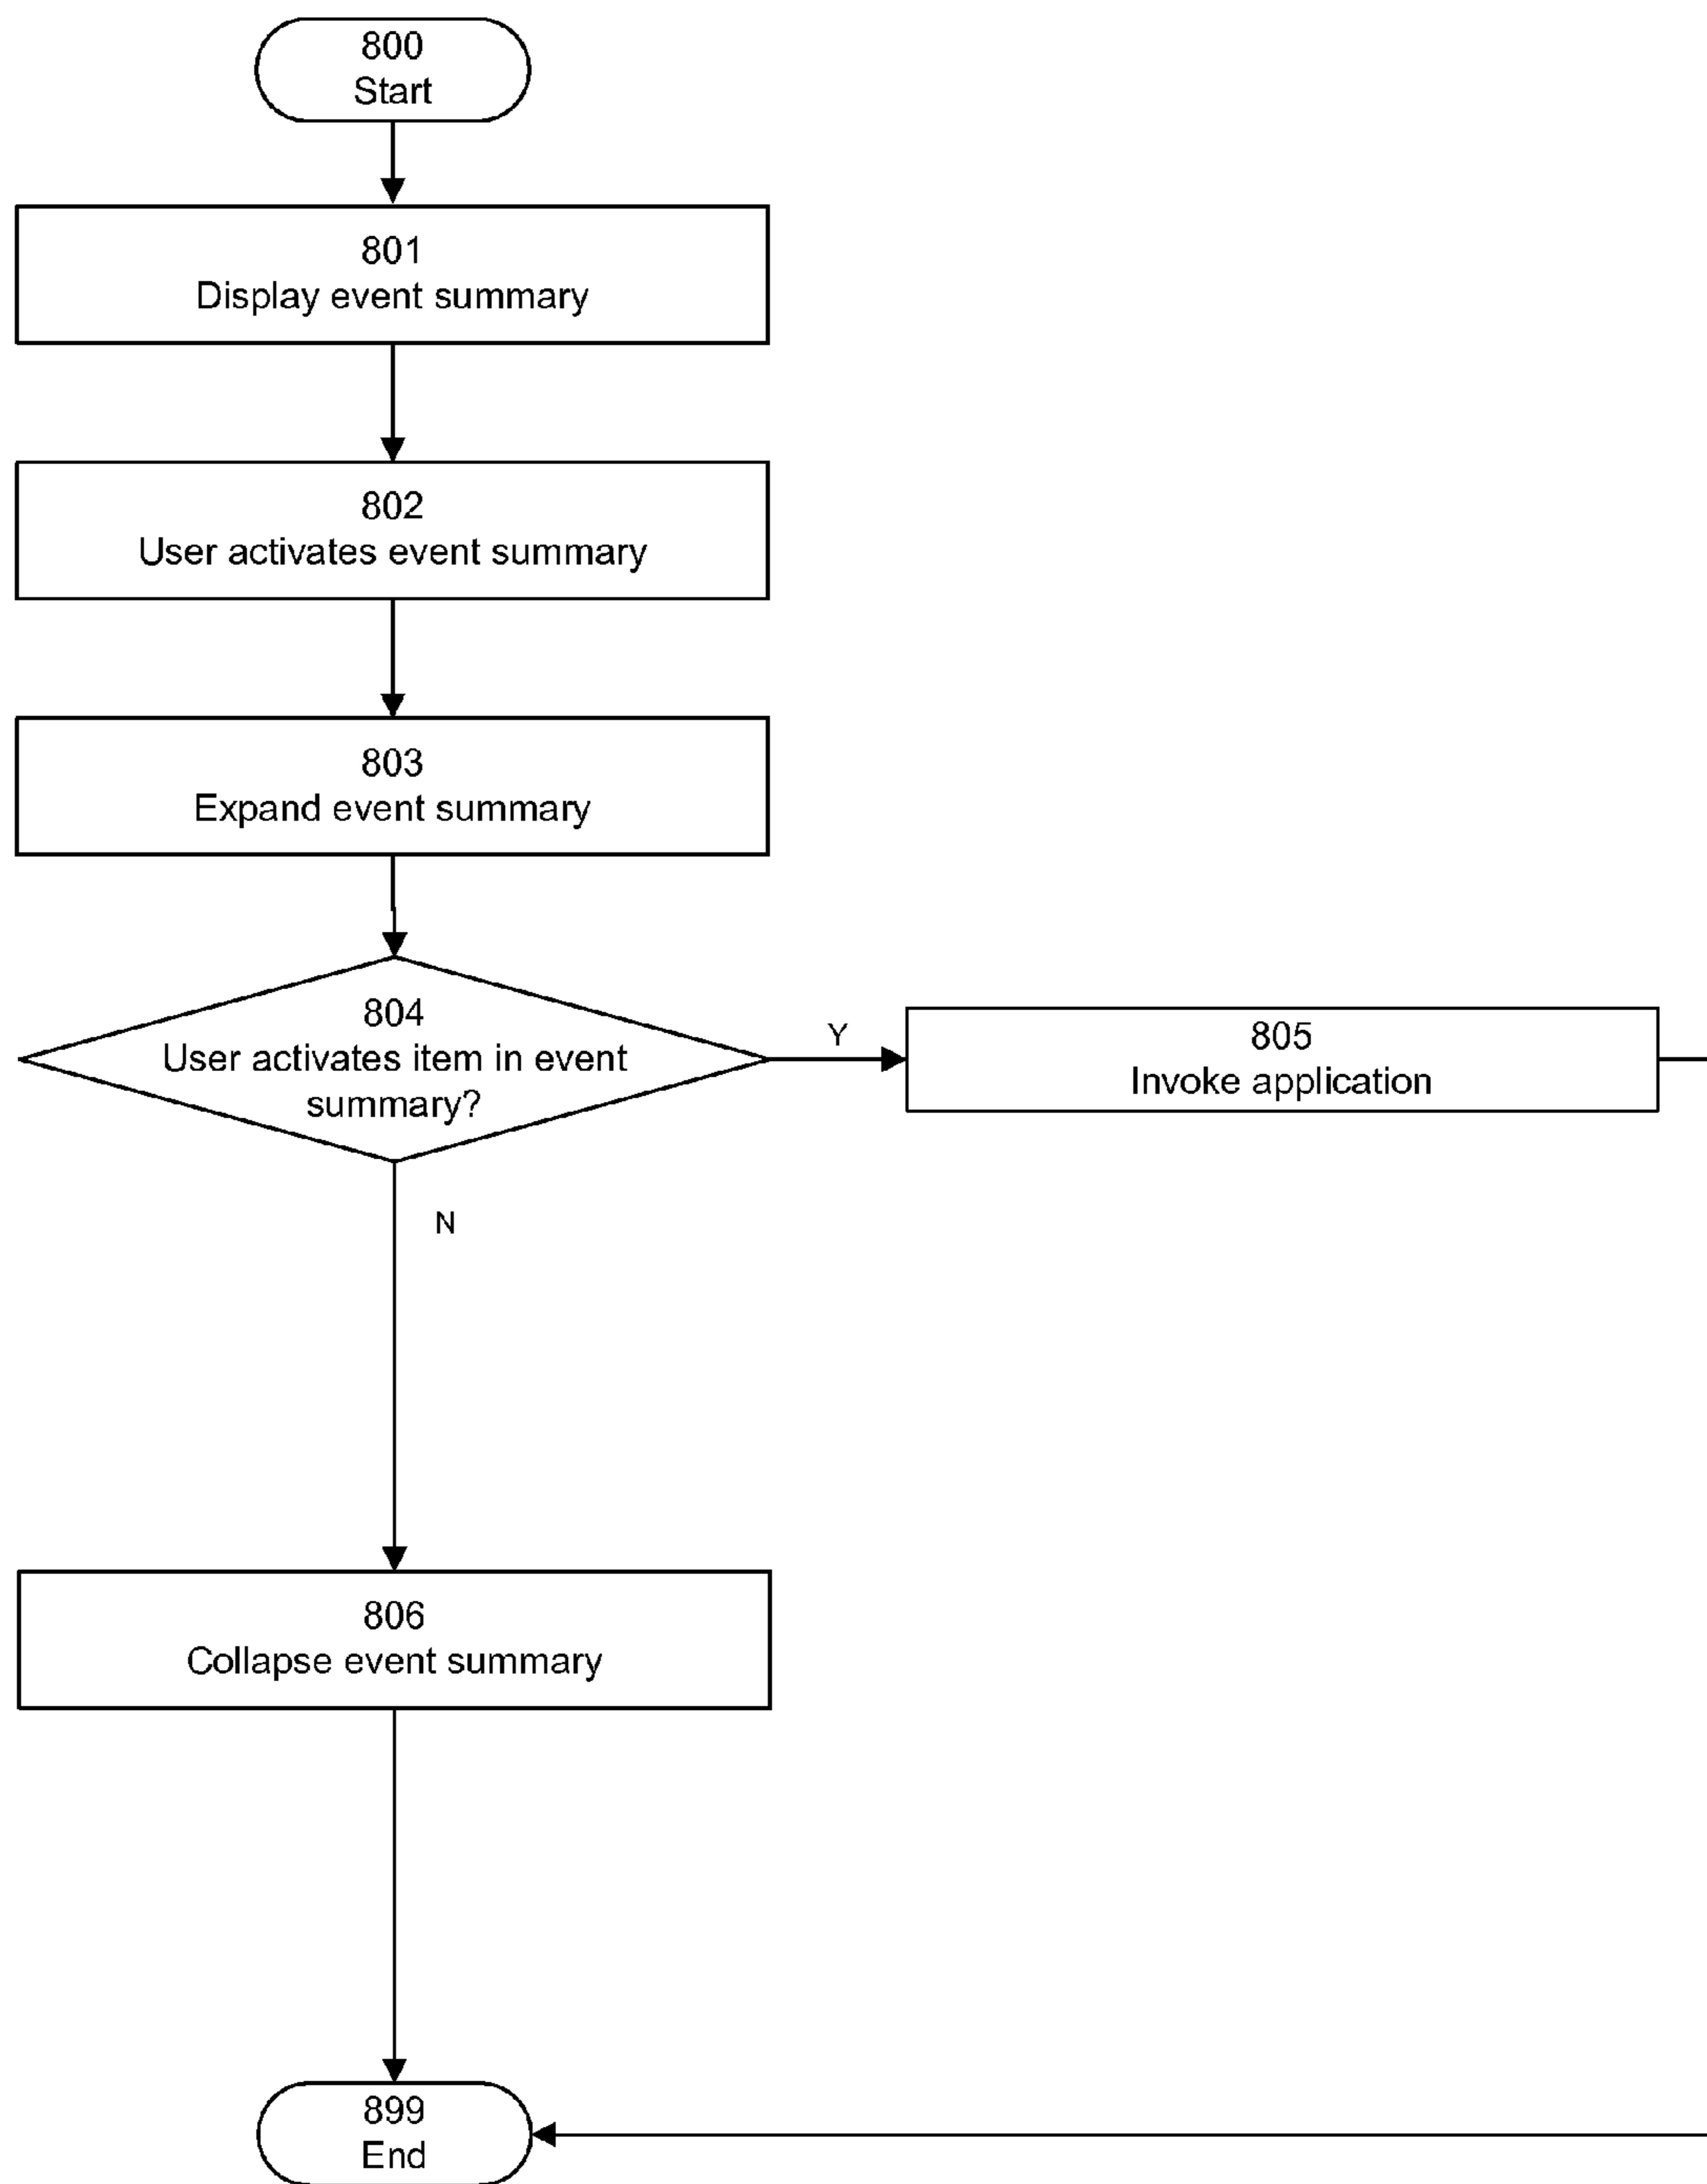 800
Start
801
Display event summary
802
User activates event summary
803
Expand event summary
804
User activates item in event
summary?
Y
805
Invoke application
N
806
Collapse event summary
899
End